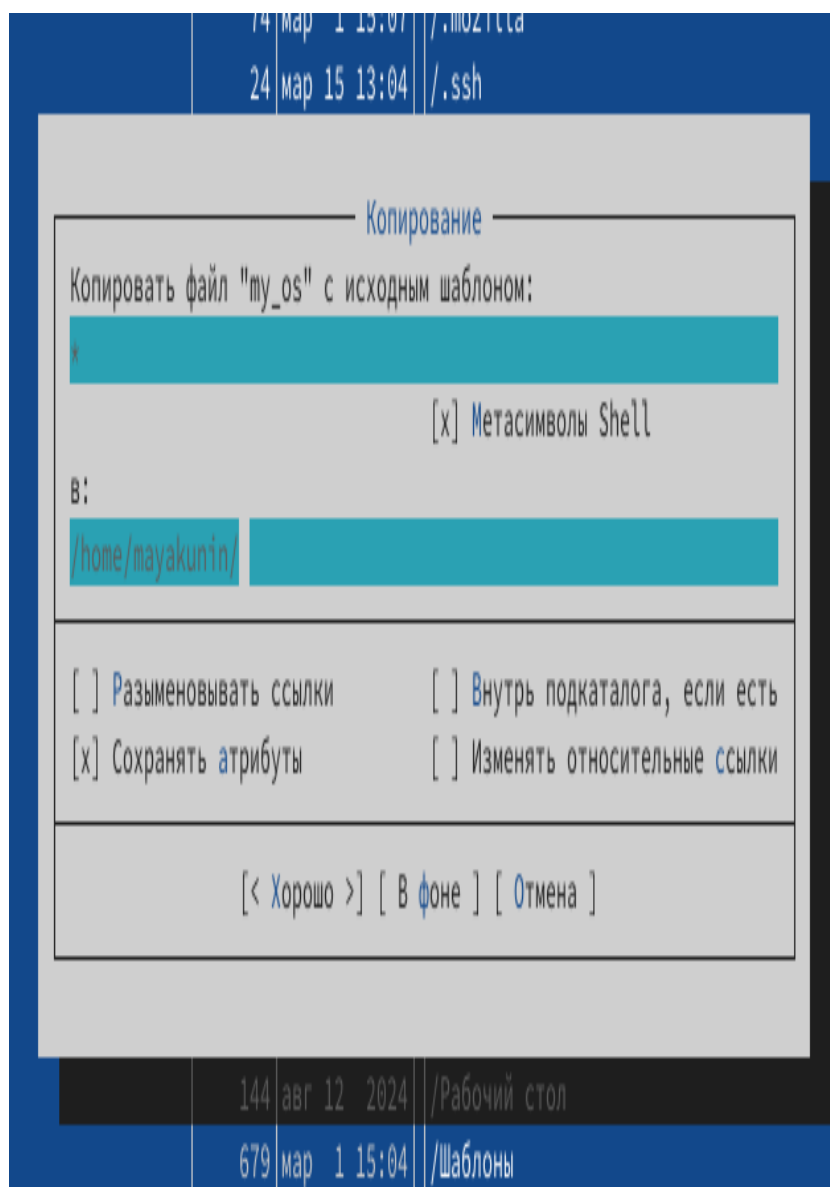 74 мар 1 15:07 /.mozilla
24 мар 15 13:04 /.ssh
Копирование
Копировать файл "my_os" с исходным шаблоном:
*
[x] Метасимволы Shell
в:
/home/mayakunin/
[ ] Разыменовывать ссылки [ ] Внутрь подкаталога, если есть
[x] Сохранять атрибуты [ ] Изменять относительные ссылки
[< Хорошо >] [ В фоне ] [ Отмена ]
144 авг 12 2024 /Рабочий стол
679 мар 1 15:04 /Шаблоны